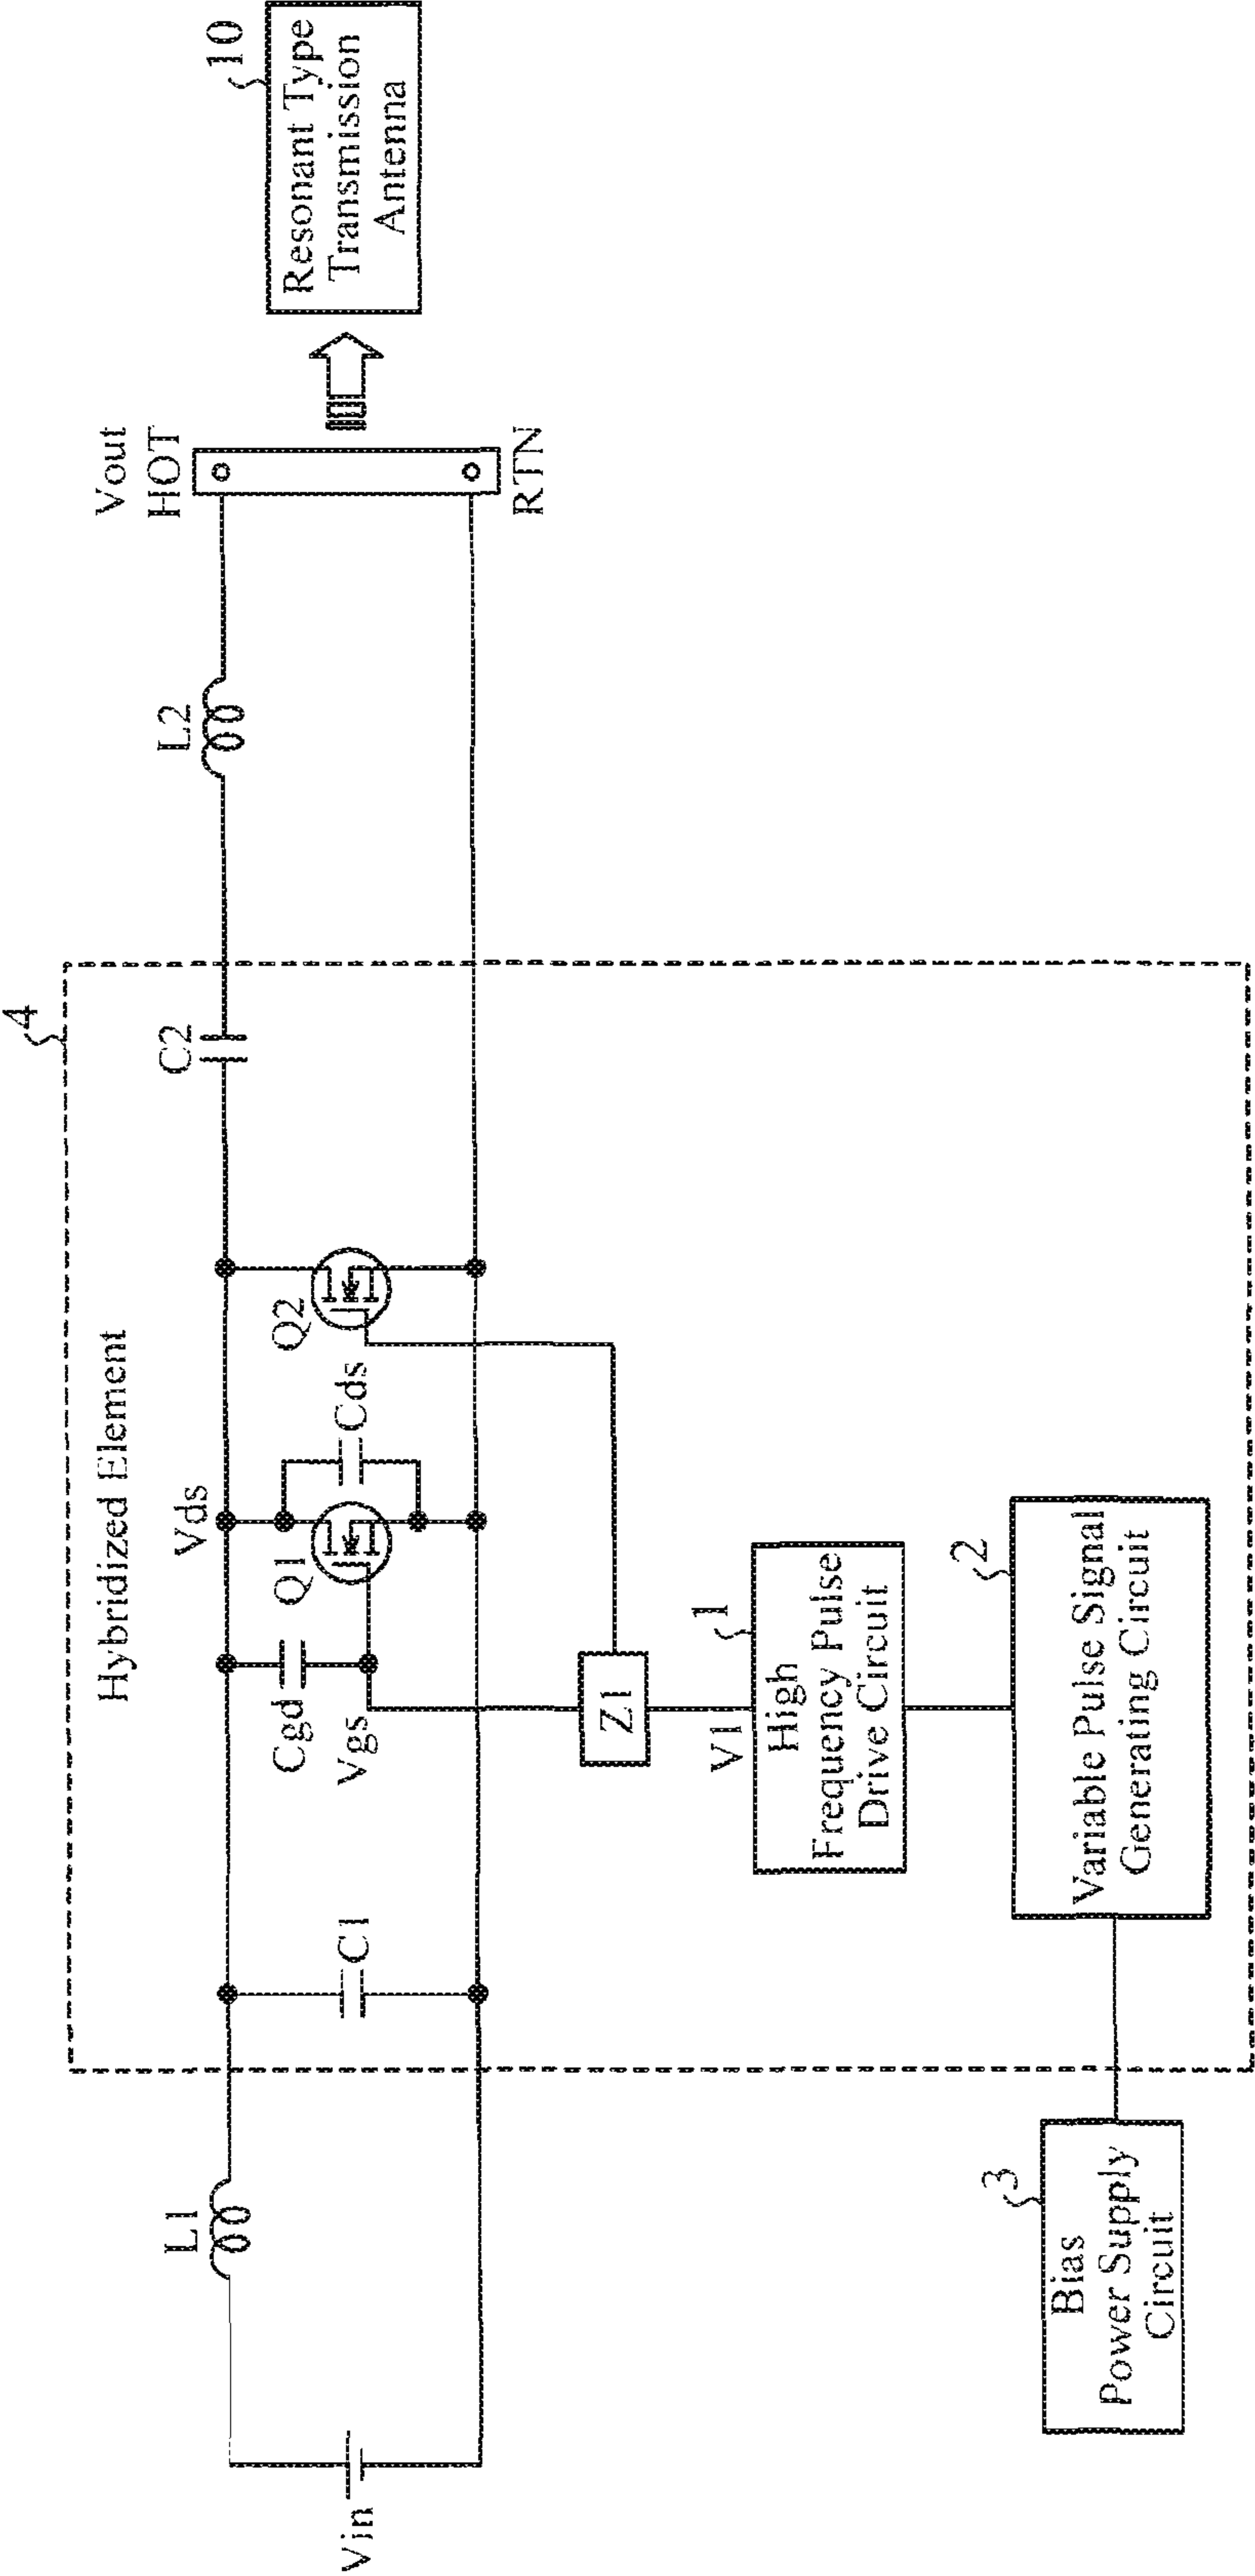 4
Hybridized Element
10
Resonant Type
Transmission
Antenna
Vout
HOT
RTN
L1
L2
C2
Vds
Cgd
Q1
Cds
Q2
Vgs
C1
Vin
Z1
V1
1
High
Frequency Pulse
Drive Circuit
2
Variable Pulse Signal
Generating Circuit
3
Bias
Power Supply
Circuit